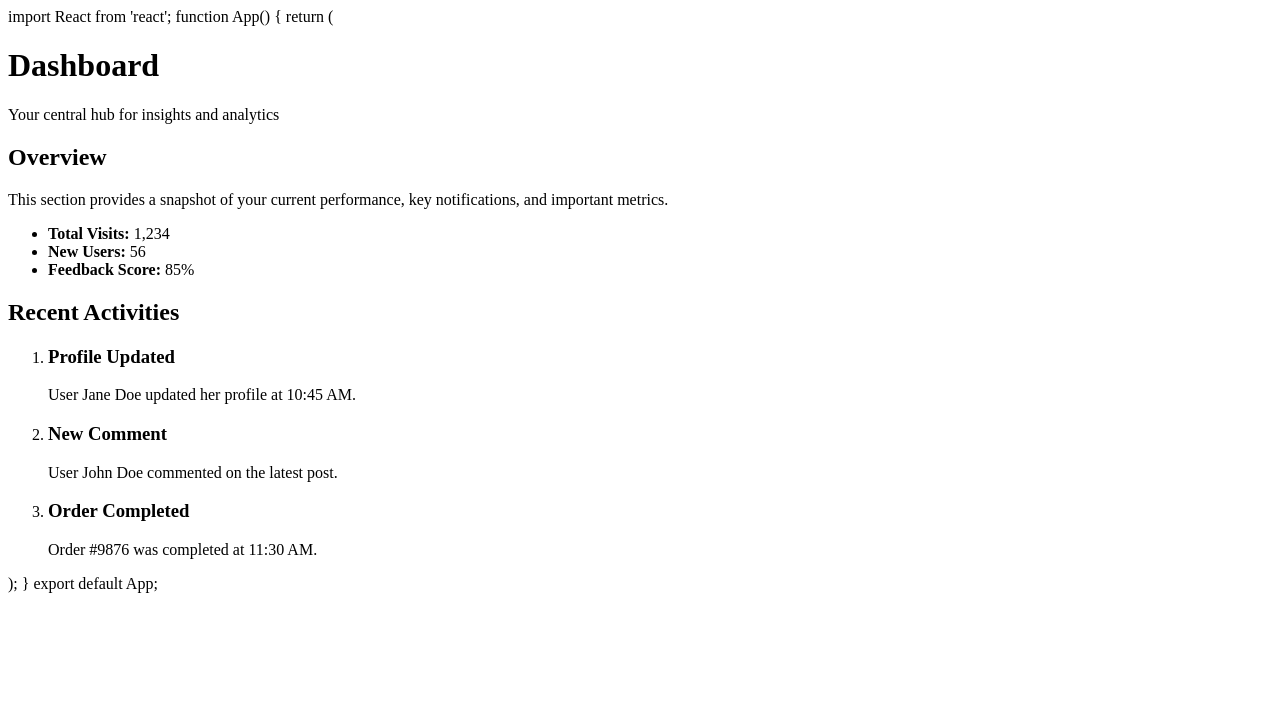 import React from 'react'; function App() { return (
Dashboard
Your central hub for insights and analytics
Overview
This section provides a snapshot of your current performance, key notifications, and important metrics.
• Total Visits: 1,234
• New Users: 56
• Feedback Score: 85%
Recent Activities
1. Profile Updated
User Jane Doe updated her profile at 10:45 AM.
2. New Comment
User John Doe commented on the latest post.
3. Order Completed
Order #9876 was completed at 11:30 AM.
); } export default App;